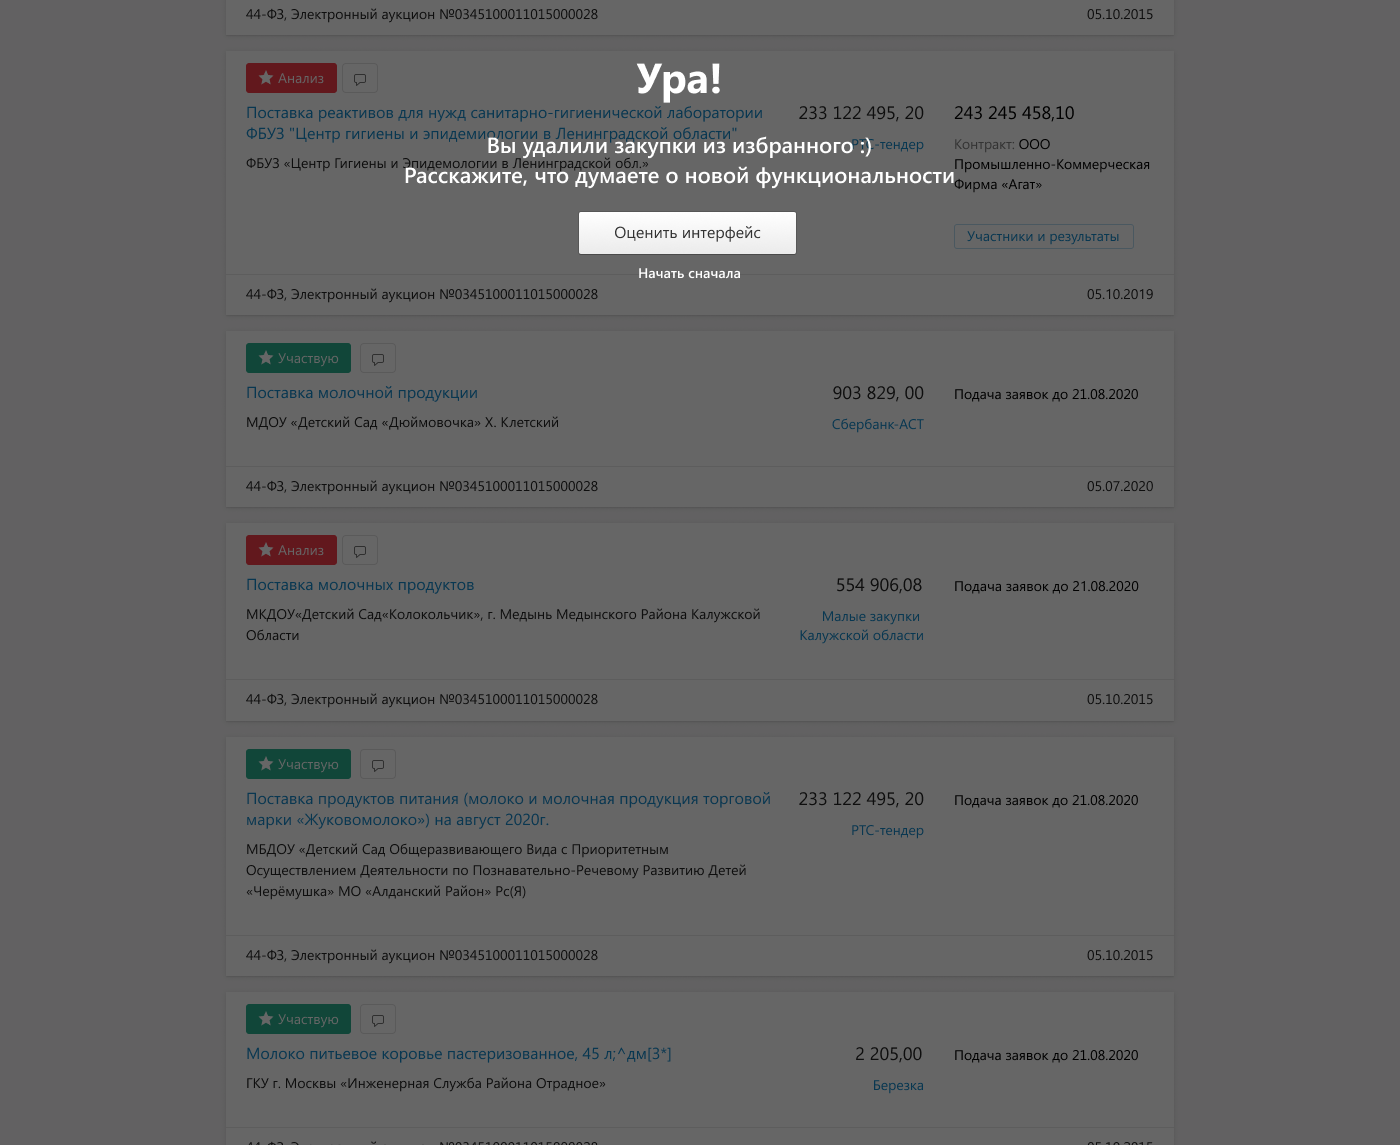 44-ФЗ, Электронный аукцион №0345100011015000028 05.10.2015
Ура!
Вы удалили закупки из избранного :)
Расскажите, что думаете о новой функциональности
Оценить интерфейс
Начать сначала
Анализ
Поставка реактивов для нужд санитарно-гигиенической лаборатории
ФБУЗ "Центр гигиены и эпидемиологии в Ленинградской области"
ФБУЗ «Центр Гигиены и Эпидемиологии в Ленинградской обл.»
233 122 495, 20
РТС-тендер
243 245 458,10
Контракт: ООО
Промышленно-Коммерческая
Фирма «Агат»
Участники и результаты
44-ФЗ, Электронный аукцион №0345100011015000028 05.10.2019
Участвую
Поставка молочной продукции
МДОУ «Детский Сад «Дюймовочка» Х. Клетский
903 829, 00
Сбербанк-АСТ
Подача заявок до 21.08.2020
44-ФЗ, Электронный аукцион №0345100011015000028 05.07.2020
Анализ
Поставка молочных продуктов
МКДОУ«Детский Сад«Колокольчик», г. Медынь Медынского Района Калужской
Области
554 906,08
Малые закупки
Калужской области
Подача заявок до 21.08.2020
44-ФЗ, Электронный аукцион №0345100011015000028 05.10.2015
Участвую
Поставка продуктов питания (молоко и молочная продукция торговой
марки «Жуковомолоко») на август 2020г.
МБДОУ «Детский Сад Общеразвивающего Вида с Приоритетным
Осуществлением Деятельности по Познавательно-Речевому Развитию Детей
«Черёмушка» МО «Алданский Район» Рс(Я)
233 122 495, 20
РТС-тендер
Подача заявок до 21.08.2020
44-ФЗ, Электронный аукцион №0345100011015000028 05.10.2015
Участвую
Молоко питьевое коровье пастеризованное, 45 л;^дм[3*]
ГКУ г. Москвы «Инженерная Служба Района Отрадное»
2 205,00
Березка
Подача заявок до 21.08.2020